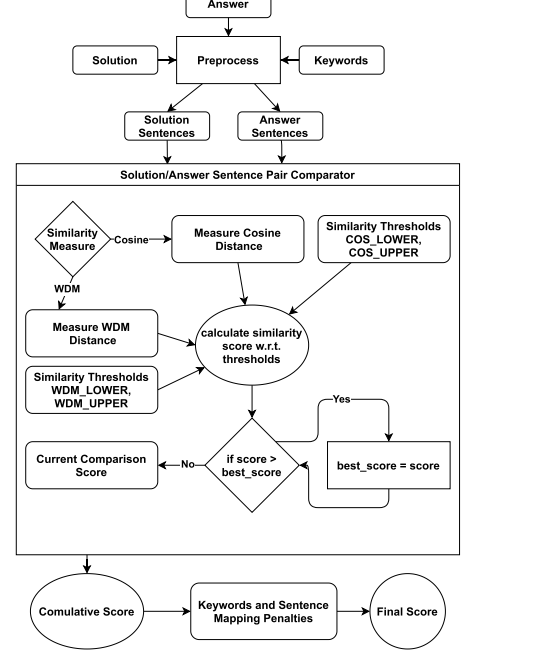 Answer
Solution
Preprocess
Keywords
Solution
Sentences
Answer
Sentences
Solution/Answer Sentence Pair Comparator
Similarity
Measure
Cosine
Measure Cosine
Distance
Similarity Thresholds
COS_LOWER,
COS_UPPER
WDM
Measure WDM
Distance
calculate similarity
score w.r.t.
thresholds
Similarity Thresholds
WDM_LOWER,
WDM_UPPER
Yes
Current Comparison
Score
No
if score >
best_score
best_score = score
Comulative Score
Keywords and Sentence
Mapping Penalties
Final Score